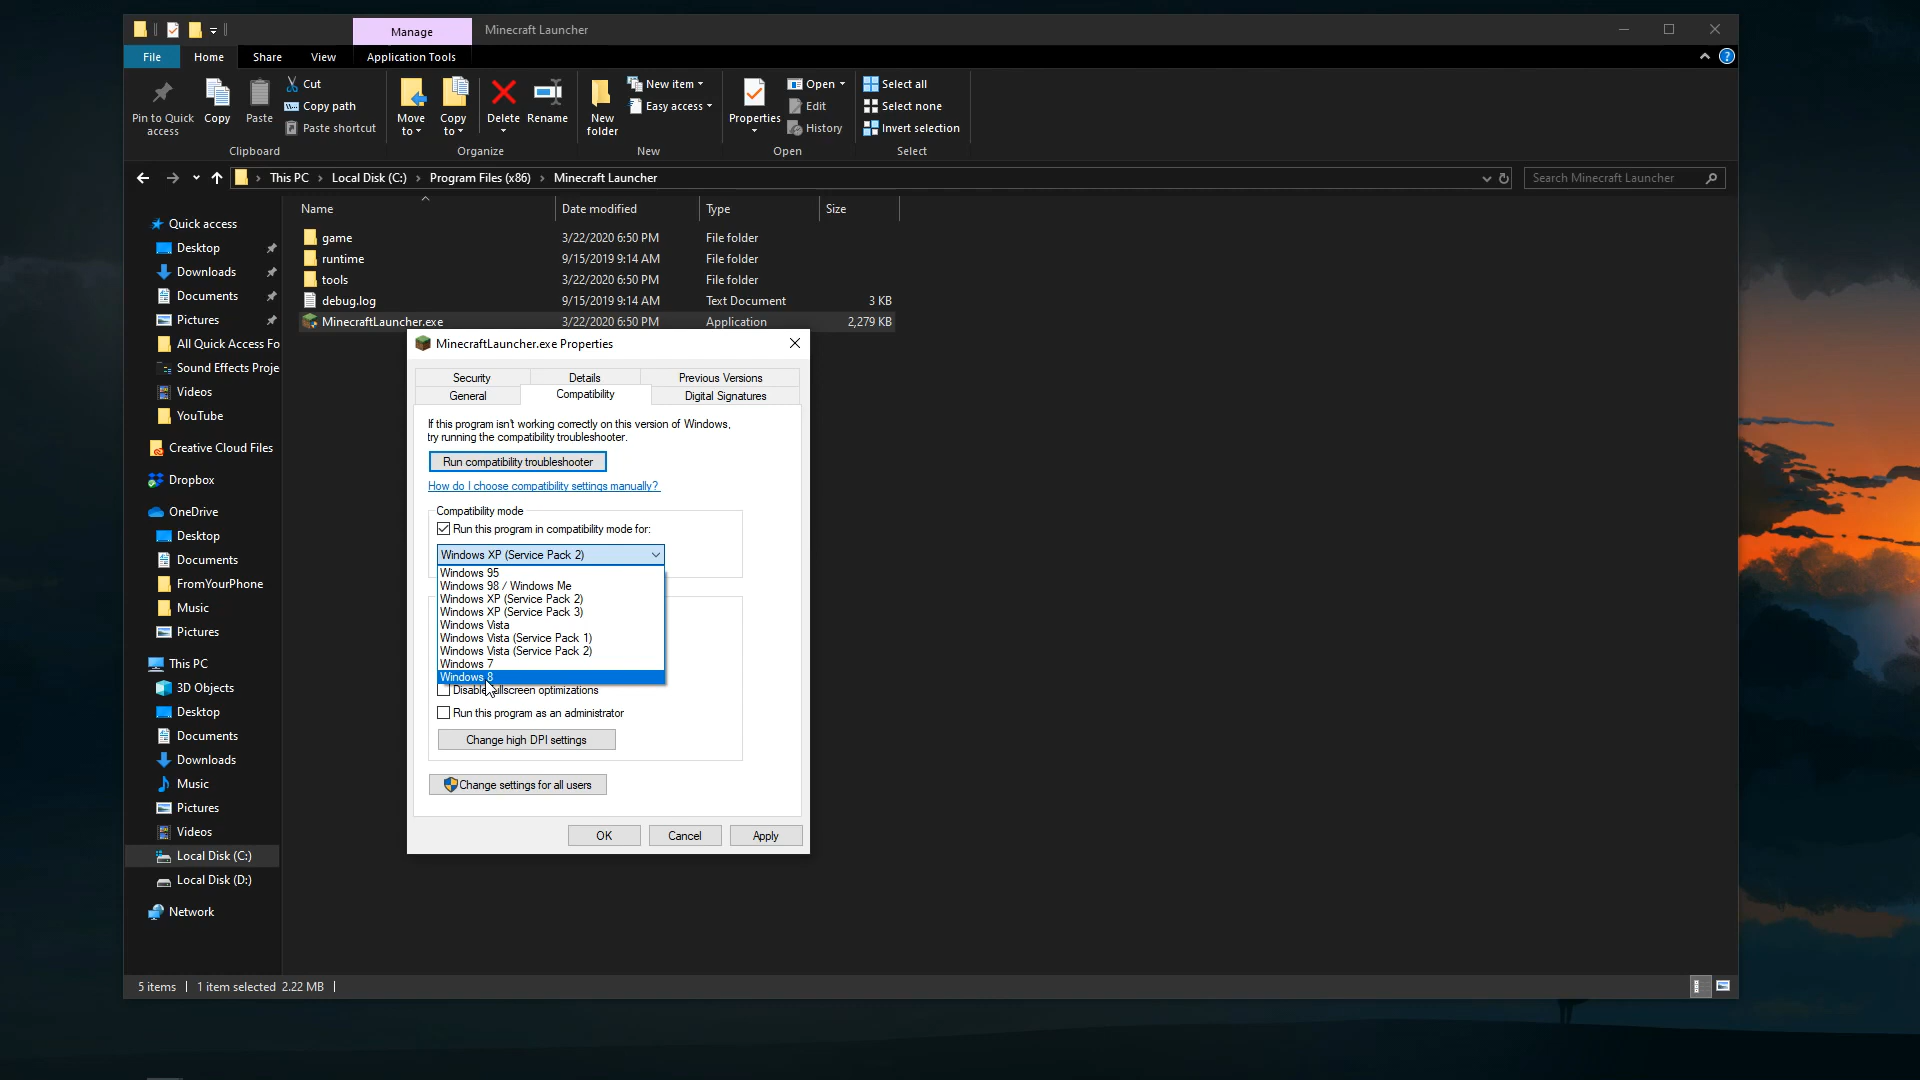 Manage
Minecraft Launcher
File
Home
Share
View
Application Tools
Pin to Quick
access
Copy
Paste
Cut
Copy path
Paste shortcut
Clipboard
Move
to
Copy
to
Delete
Rename
Organize
New
folder
New item
Easy access
New
Properties
Open
Edit
History
Open
Select all
Select none
Invert selection
Select
This PC
Local Disk (C:)
Program Files (x86)
Minecraft Launcher
Search Minecraft Launcher
Name
Date modified
Type
Size
game 3/22/2020 6:50 PM File folder
runtime 9/15/2019 9:14 AM File folder
tools 3/22/2020 6:50 PM File folder
debug.log 9/15/2019 9:14 AM Text Document 3 KB
MinecraftLauncher.exe 3/22/2020 6:50 PM Application 2,279 KB
Quick access
Desktop
Downloads
Documents
Pictures
All Quick Access Fo
Sound Effects Proje
Videos
YouTube
Creative Cloud Files
Dropbox
OneDrive
Desktop
Documents
FromYourPhone
Music
Pictures
This PC
3D Objects
Desktop
Documents
Downloads
Music
Pictures
Videos
Local Disk (C:)
Local Disk (D:)
Network
MinecraftLauncher.exe Properties
Security
Details
Previous Versions
General
Compatibility
Digital Signatures
If this program isn't working correctly on this version of Windows,
try running the compatibility troubleshooter.
Run compatibility troubleshooter
How do I choose compatibility settings manually?
Compatibility mode
Run this program in compatibility mode for:
Windows XP (Service Pack 2)
Windows 95
Windows 98 / Windows Me
Windows XP (Service Pack 2)
Windows XP (Service Pack 3)
Windows Vista
Windows Vista (Service Pack 1)
Windows Vista (Service Pack 2)
Windows 7
Windows 8
Disable fullscreen optimizations
Run this program as an administrator
Change high DPI settings
Change settings for all users
OK
Cancel
Apply
5 items
1 item selected 2.22 MB